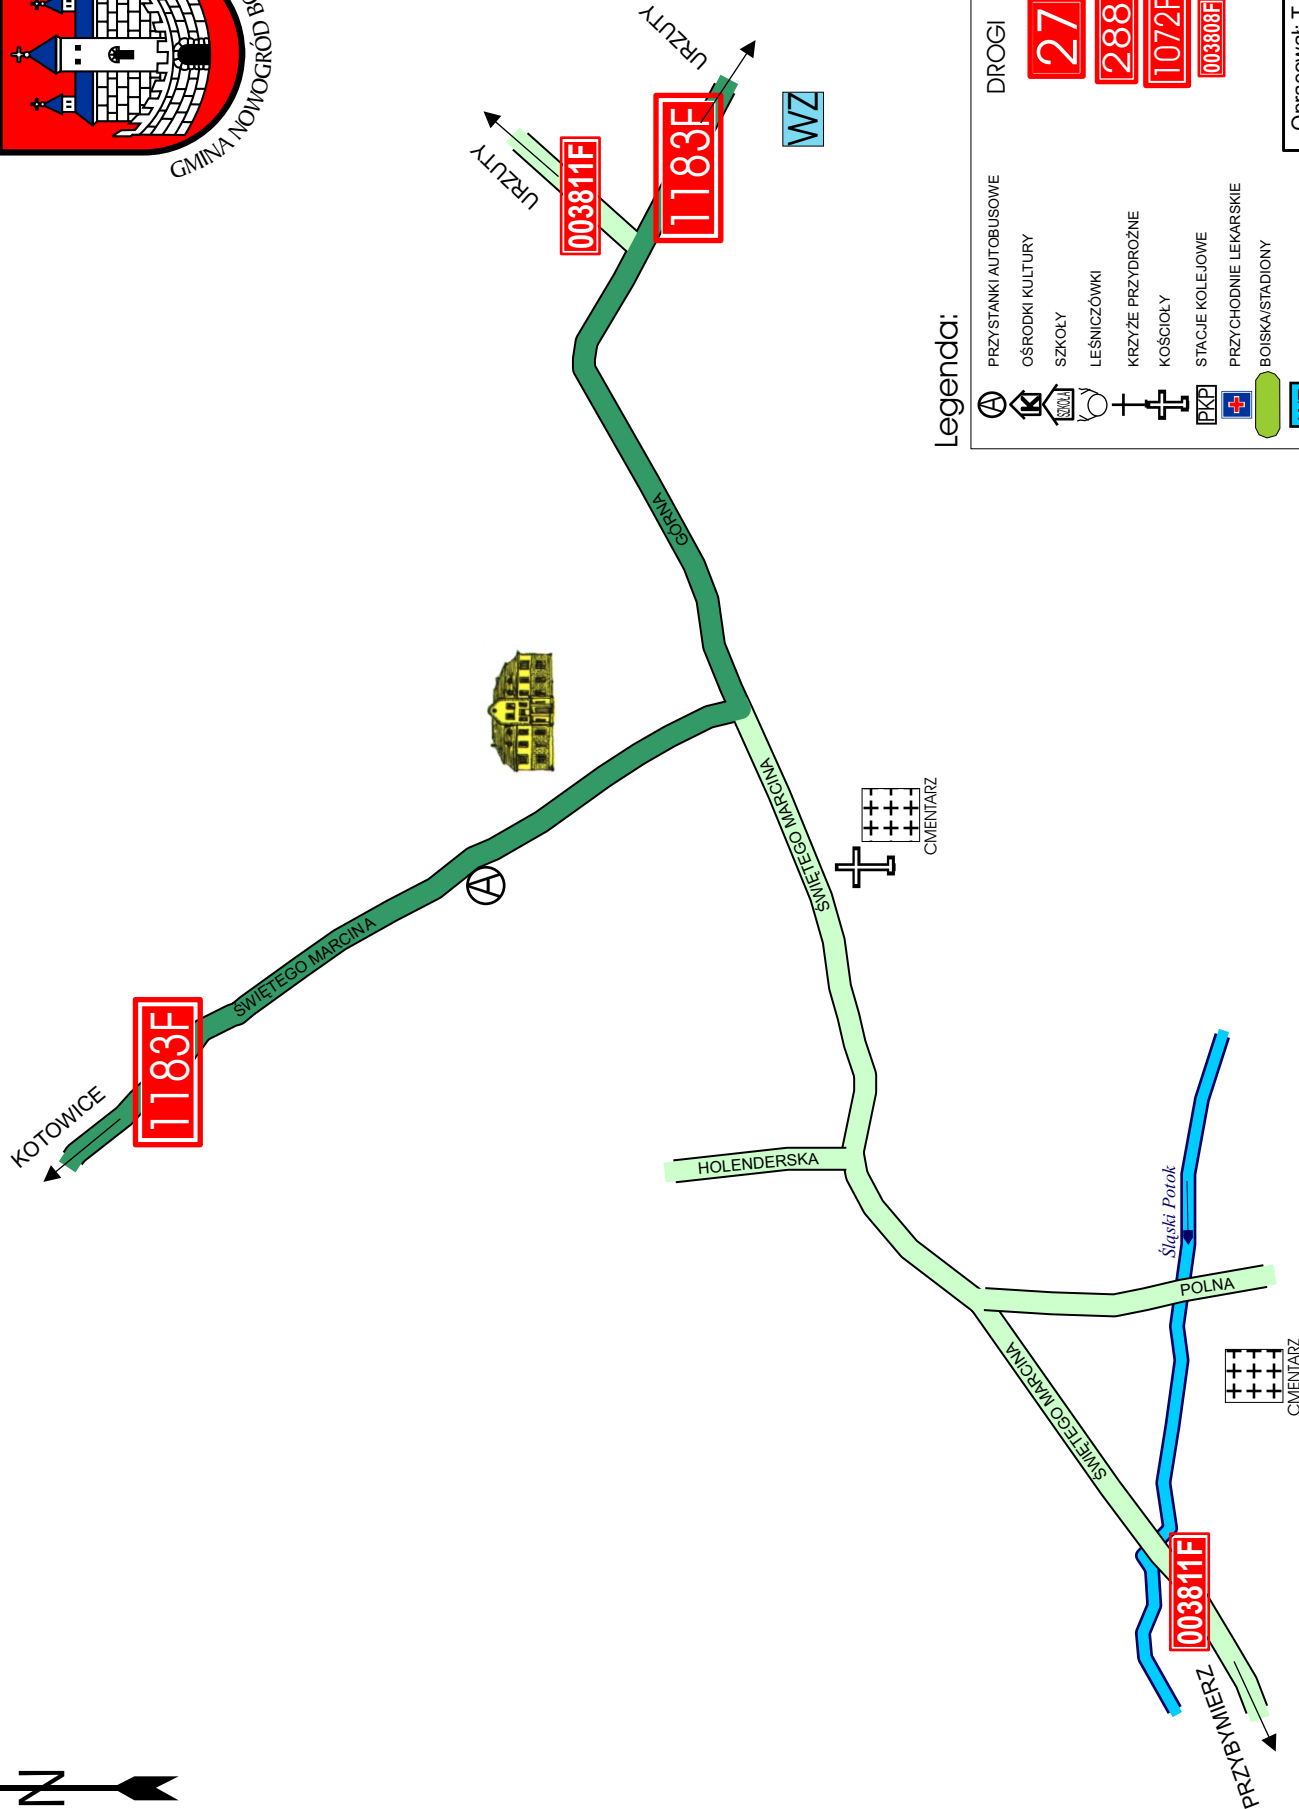 GMINA NOWOGRÓD BO
N
KOTOWICE
1183F
ŚWIĘTEGO MARCINA
A
URZUTY
URZUTY
003811F
1183F
WZ
GÓRNA
ŚWIĘTEGO MARCINA
CMENTARZ
HOLENDERSKA
Śląski Potok
POLNA
ŚWIĘTEGO MARCINA
CMENTARZ
003811F
PRZYBYMIERZ
Legenda:
A PRZYSTANKI AUTOBUSOWE
K OŚRODKI KULTURY
SZKOŁA SZKOŁY
LEŚNICZÓWKI
KRZYŻE PRZYDROŻNE
KOŚCIOŁY
PKP STACJE KOLEJOWE
PRZYCHODNIE LEKARSKIE
BOISKA/STADIONY
DROGI
27
288
1072F
003808F